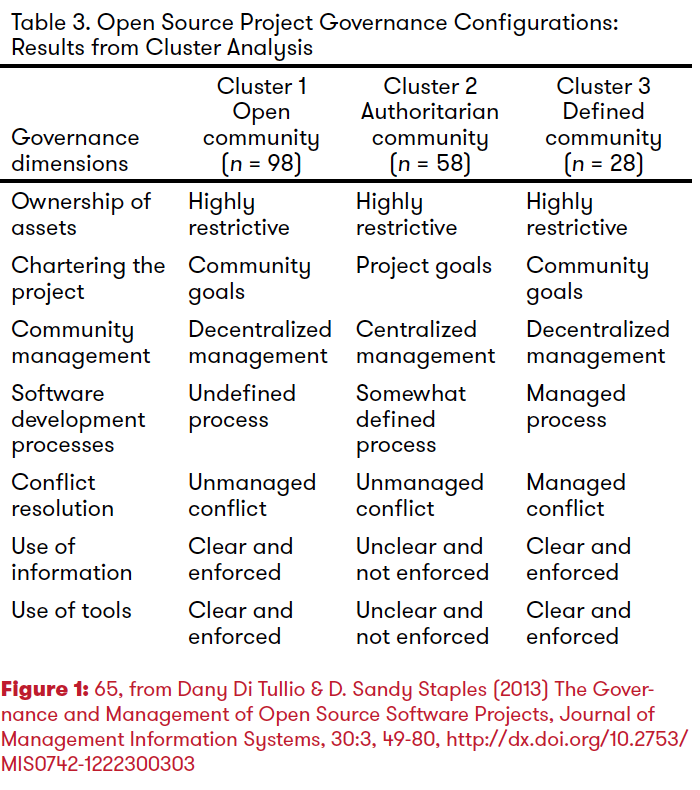 Table 3. Open Source Project Governance Configurations:
Results from Cluster Analysis
Governance
dimensions
Cluster 1
Open
community
(n = 98)
Cluster 2
Authoritarian
community
(n = 58)
Cluster 3
Defined
community
(n = 28)
Ownership of
assets
Highly
restrictive
Highly
restrictive
Highly
restrictive
Chartering the
project
Community
goals
Project goals
Community
goals
Community
management
Decentralized
management
Centralized
management
Decentralized
management
Software
development
processes
Undefined
process
Somewhat
defined
process
Managed
process
Conflict
resolution
Unmanaged
conflict
Unmanaged
conflict
Managed
conflict
Use of
information
Clear and
enforced
Unclear and
not enforced
Clear and
enforced
Use of tools
Clear and
enforced
Unclear and
not enforced
Clear and
enforced
Figure 1: 65, from Dany Di Tullio & D. Sandy Staples (2013) The Gover-
nance and Management of Open Source Software Projects, Journal of
Management Information Systems, 30:3, 49-80, http://dx.doi.org/10.2753/
MIS0742-1222300303